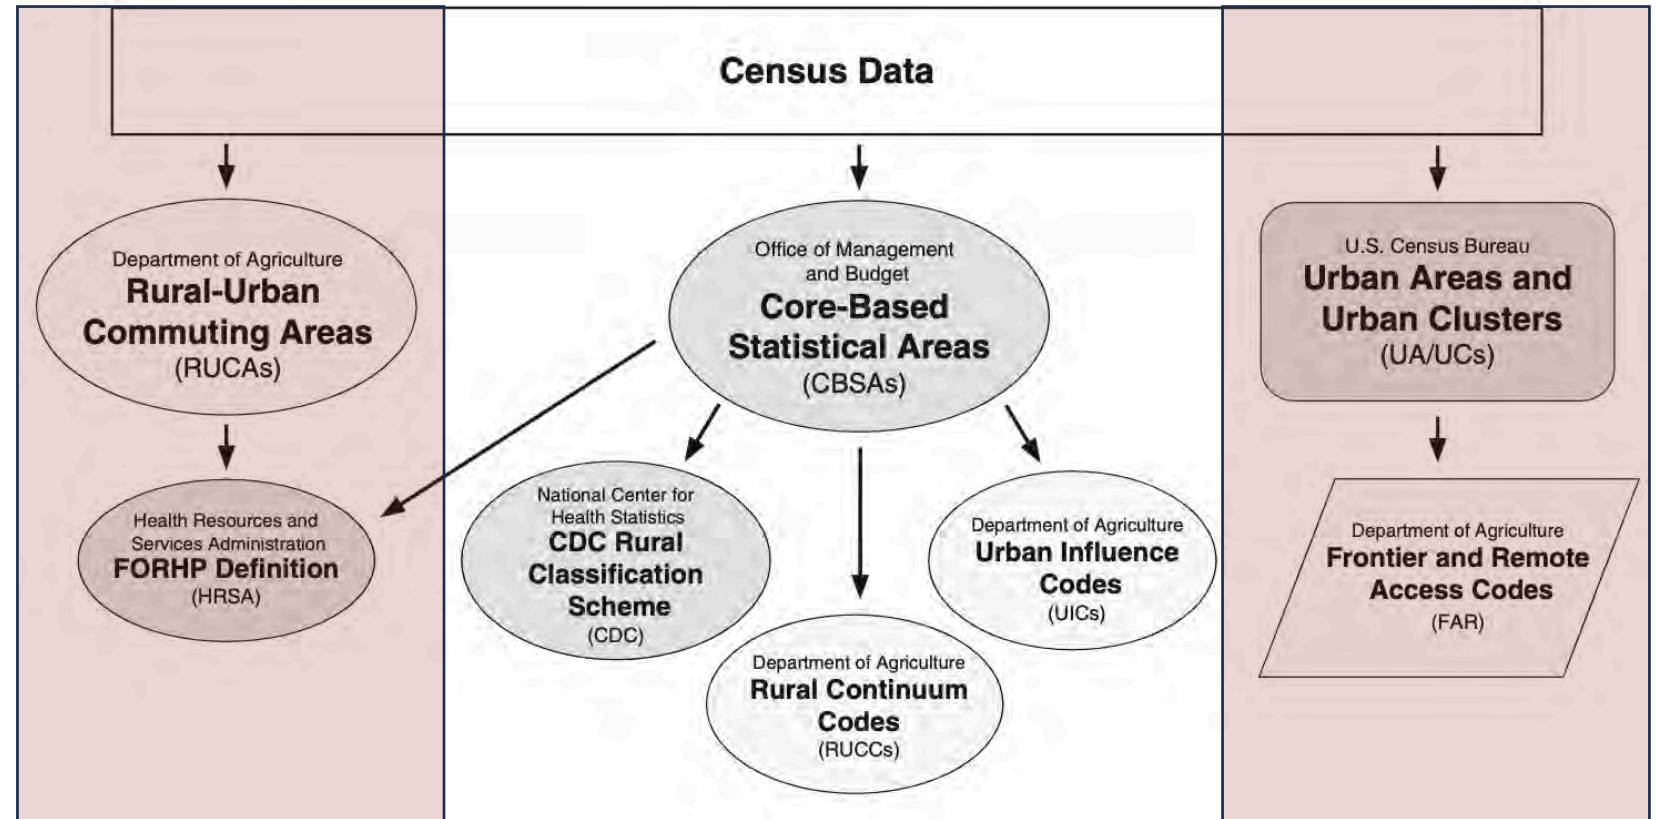 Census Data
Department of Agriculture
Rural-Urban
Commuting Areas
(RUCAs)
Office of Management
and Budget
Core-Based
Statistical Areas
(CBSAs)
U.S. Census Bureau
Urban Areas and
Urban Clusters
(UA/UCs)
Health Resources and
Services Administration
FORHP Definition
(HRSA)
National Center for
Health Statistics
CDC Rural
Classification
Scheme
(CDC)
Department of Agriculture
Rural Continuum
Codes
(RUCCs)
Department of Agriculture
Urban Influence
Codes
(UICs)
Department of Agriculture
Frontier and Remote
Access Codes
(FAR)